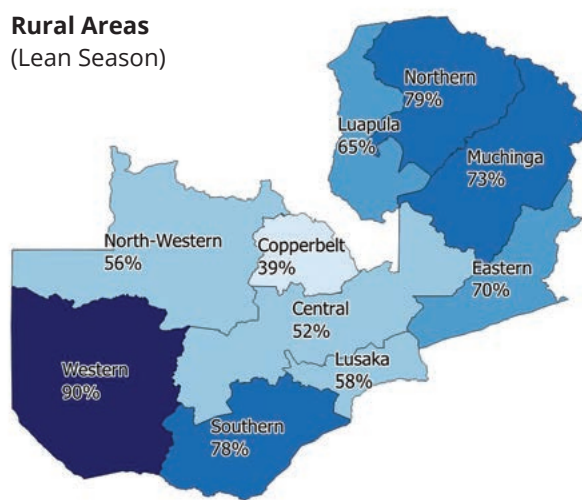 Rural Areas
(Lean Season)
Northern
79%
Luapula
65%
Muchinga
73%
North-Western
56%
Copperbelt
39%
Eastern
70%
Central
52%
Lusaka
58%
Western
90%
Southern
78%